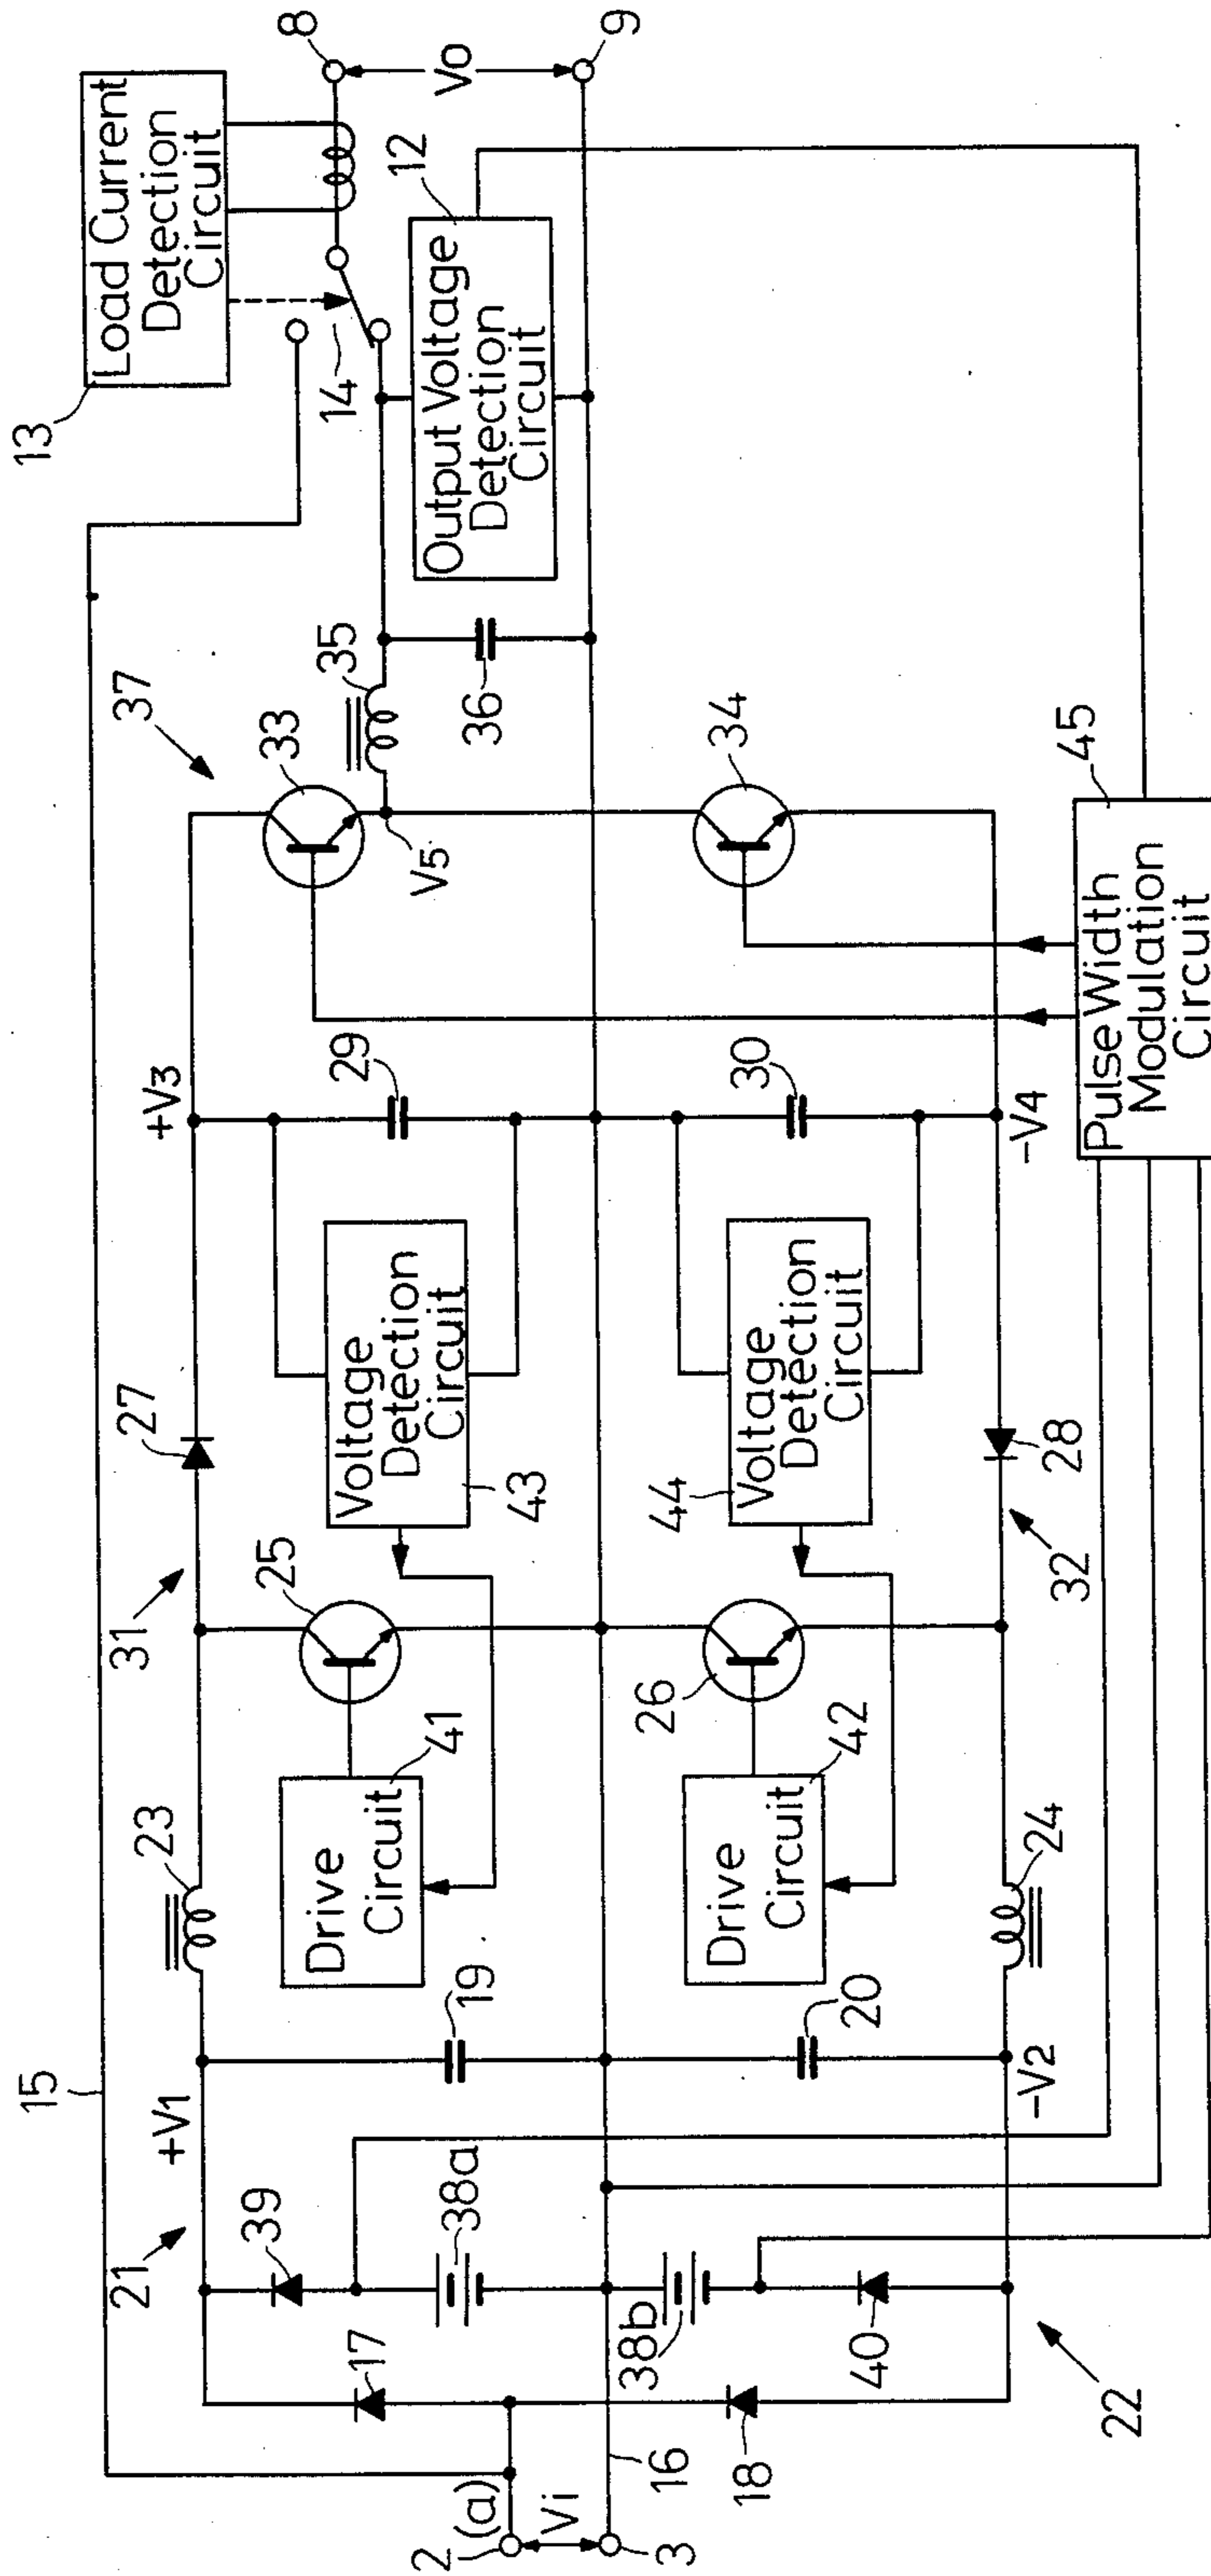 13
Load Current
Detection
Circuit
8
Vo
9
14
12
Output Voltage
Detection
Circuit
15
37
33
35
36
V5
34
45
Pulse Width
Modulation
Circuit
+V3
29
30
-V4
27
31
25
Voltage
Detection
Circuit
43
44
Voltage
Detection
Circuit
28
32
26
23
41
Drive
Circuit
42
Drive
Circuit
24
19
20
+V1
-V2
21
39
38a
38b
40
17
18
22
16
2
(a)
Vi
3